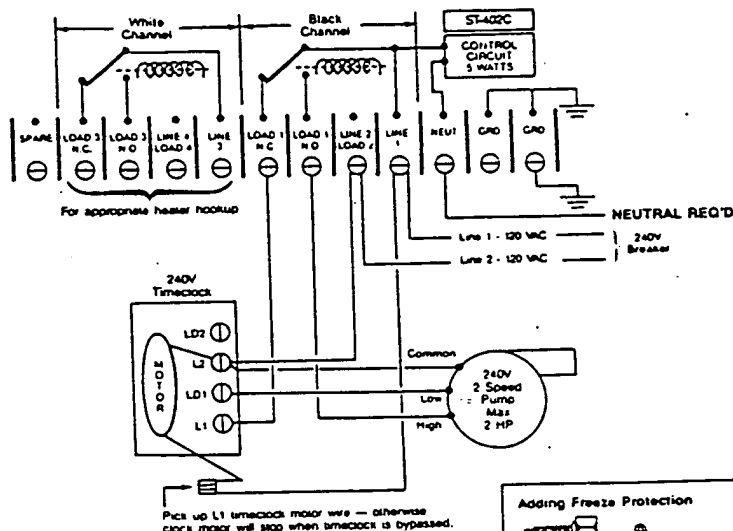 White
Channel
Black
Channel
ST-402C
CONTROL
CIRCUIT
5 WATTS
SPARE
LOAD 3
N.C.
LOAD 3
N O
LINE 4
LOAD 4
LINE
3
LOAD 1
N C
LOAD 1
N O
LINE 2
LOAD 2
LINE
1
NEUT
GRD
GRD
For appropriate heater hookup
NEUTRAL REQ'D
Line 1 - 120 VAC
Line 2 - 120 VAC
240V
Breaker
240V
Timeclock
LD2
L2
LD1
L1
MOTOR
Common
Low
High
240V
2 Speed
Pump
Max
2 HP
Pick up L1 timeclock motor wire — otherwise
clock motor will stop when timeclock is bypassed.
Adding Freeze Protection